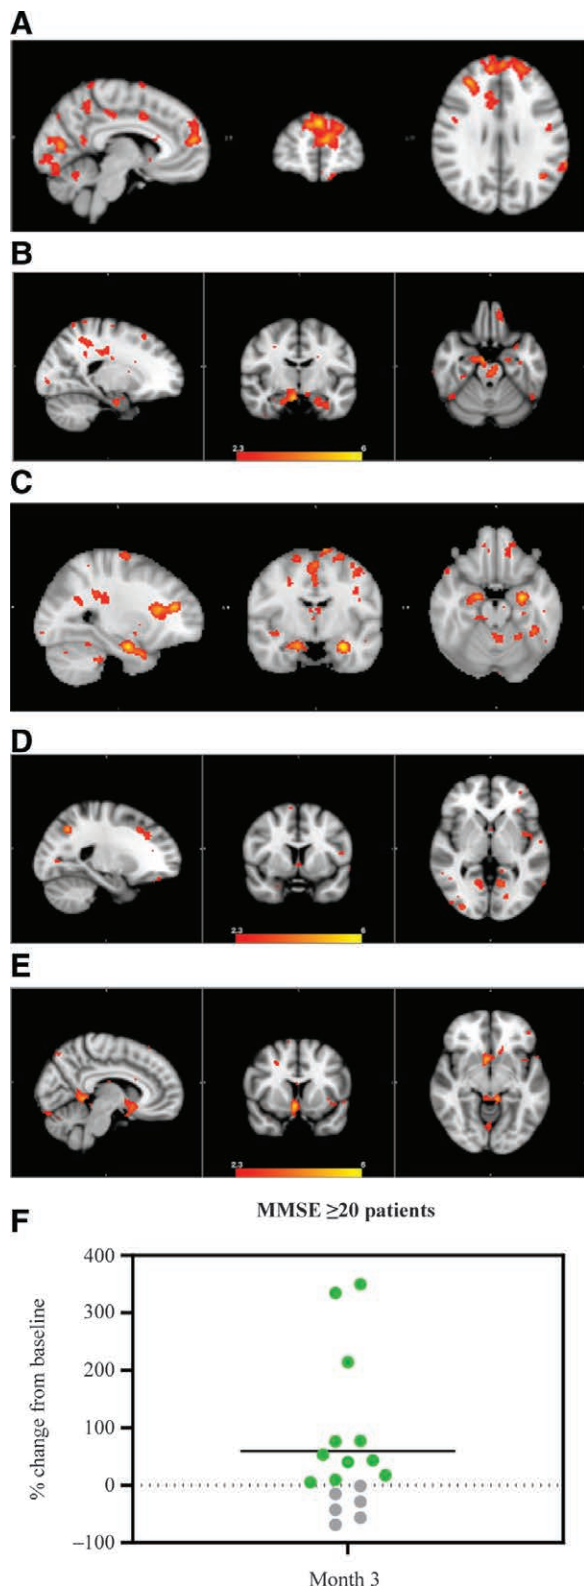 A
B
2.3 6
C
D
2.3 6
E
2.3 6
MMSE ≥20 patients
F
400
300
200
100
0
−100
% change from baseline
Month 3